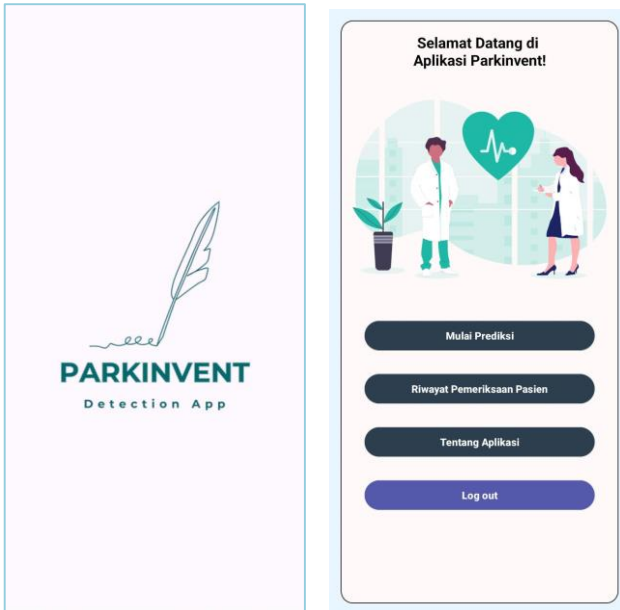 PARKINVENT
Detection App
Selamat Datang di
Aplikasi Parkinvent!
Mulai Prediksi
Riwayat Pemeriksaan Pasien
Tentang Aplikasi
Log out